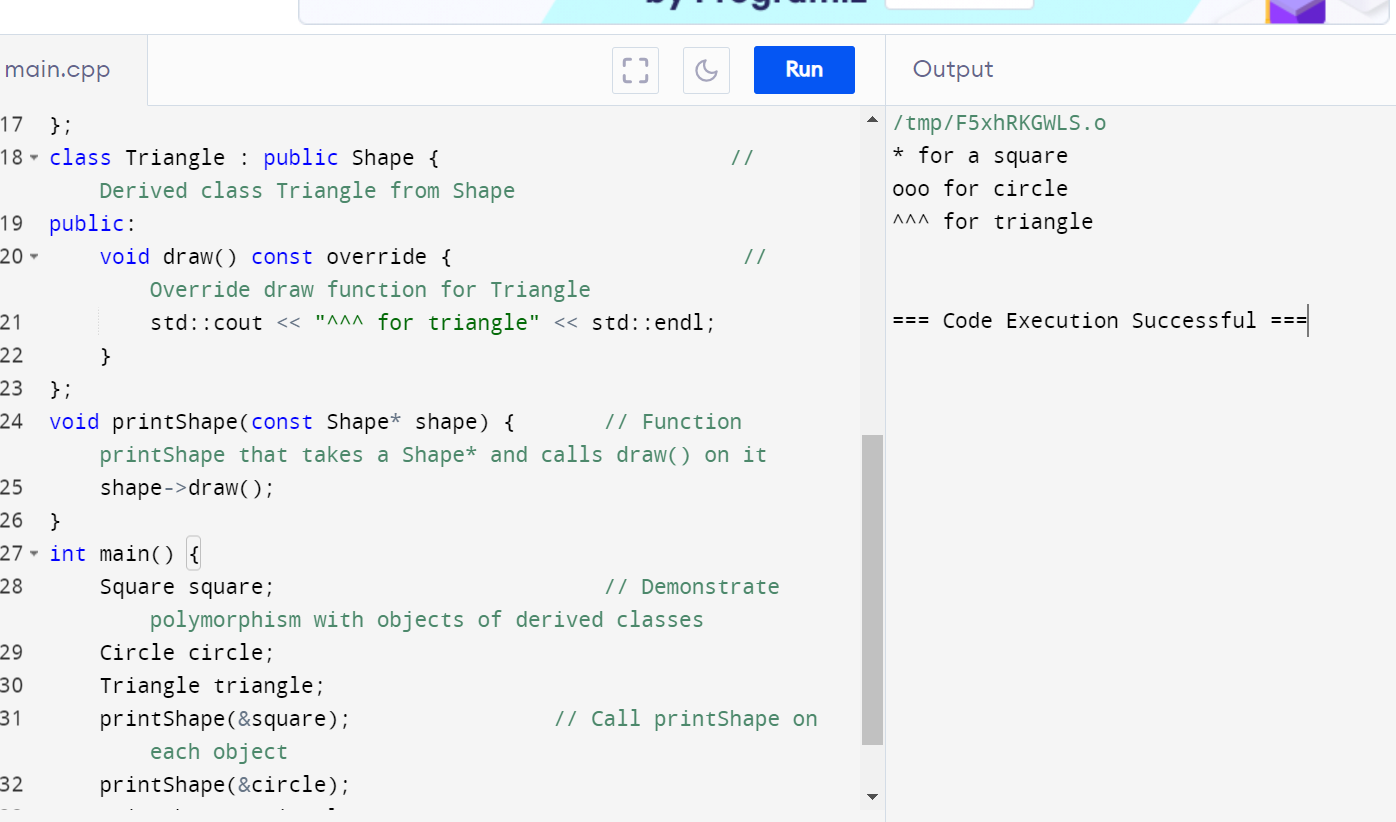 by Programiz
main.cpp
Run
Output
17 };
18 class Triangle : public Shape { //
Derived class Triangle from Shape
19 public:
20 void draw() const override { //
Override draw function for Triangle
21 std::cout << "^^^ for triangle" << std::endl;
22 }
23 };
24 void printShape(const Shape* shape) { // Function
printShape that takes a Shape* and calls draw() on it
25 shape->draw();
26 }
27 int main() {
28 Square square; // Demonstrate
polymorphism with objects of derived classes
29 Circle circle;
30 Triangle triangle;
31 printShape(&square); // Call printShape on
each object
32 printShape(&circle);
/tmp/F5xhRKGWLS.o
* for a square
ooo for circle
^^^ for triangle
=== Code Execution Successful ===